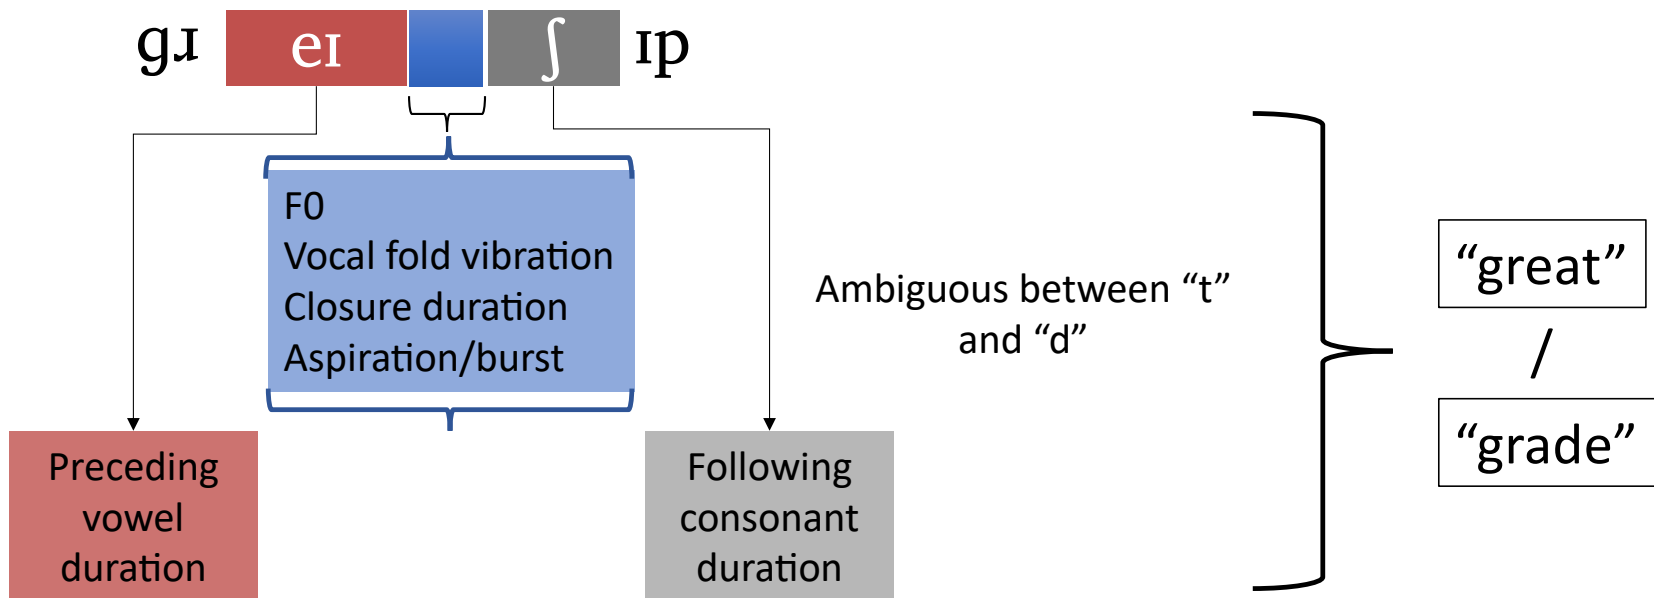 gɹ eɪ ʃ ɪp
F0
Vocal fold vibration
Closure duration
Aspiration/burst
Ambiguous between “t”
and “d”
“great”
/
“grade”
Preceding
vowel
duration
Following
consonant
duration